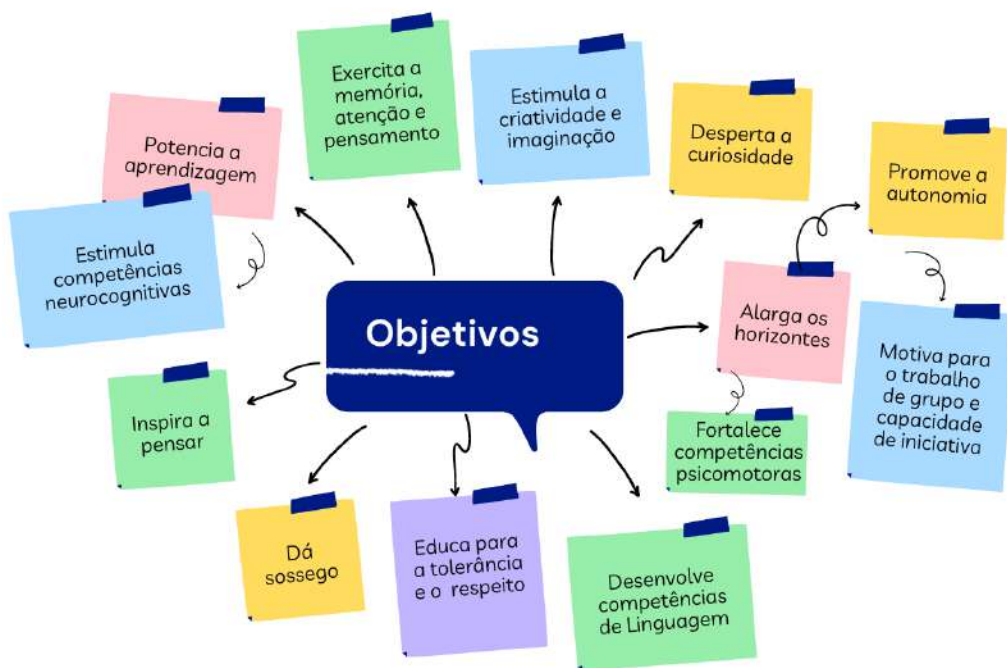 Exercita a
memória,
atenção e
pensamento
Estimula a
criatividade e
imaginação
Desperta a
curiosidade
Promove a
autonomia
Potencia a
aprendizagem
Estimula
competências
neurocognitivas
Objetivos
Alarga os
horizontes
Motiva para
o trabalho
de grupo e
capacidade
de iniciativa
Inspira a
pensar
Fortalece
competências
psicomotoras
Dá
sossego
Educa para
a tolerância
e o respeito
Desenvolve
competências
de Linguagem